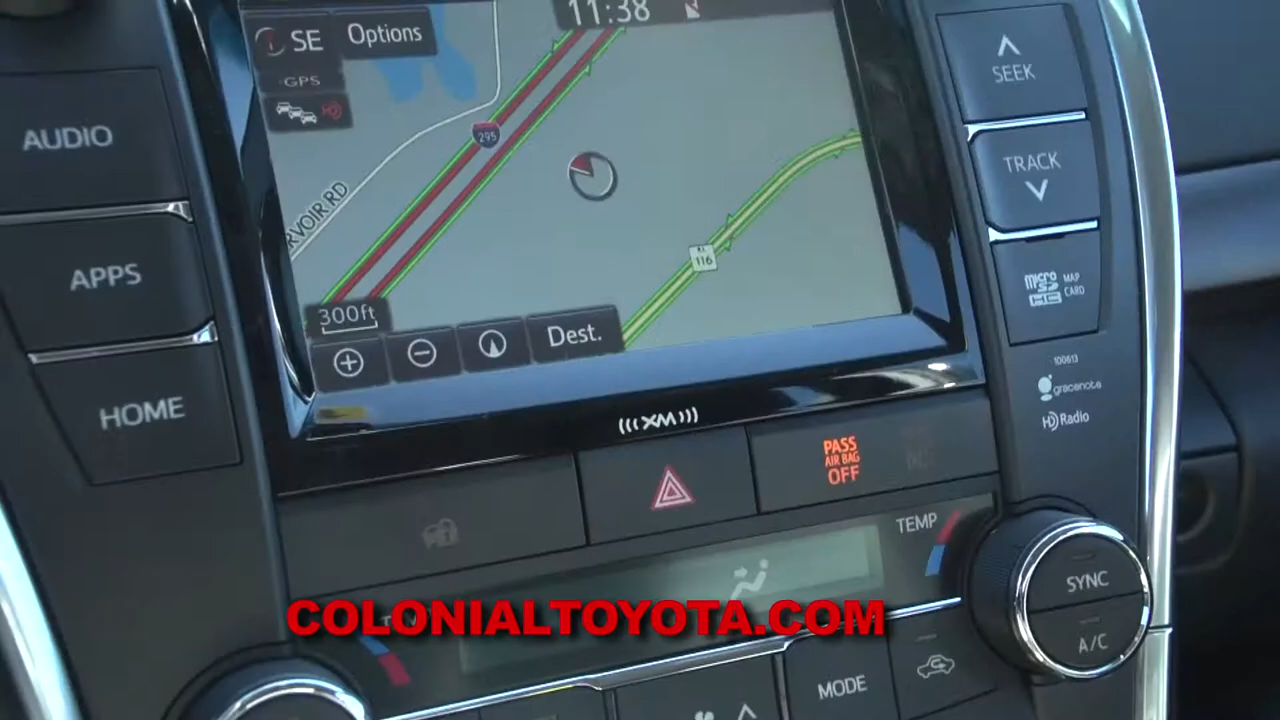 11:38
SE
Options
GPS
295
RVOIR RD
116
300ft
Dest.
AUDIO
APPS
HOME
SEEK
TRACK
micro
SD
HC
MAP
CARD
100613
gracenote
HD Radio
(((XM)))
PASS
AIR BAG
OFF
TEMP
SYNC
A/C
MODE
COLONIALTOYOTA.COM